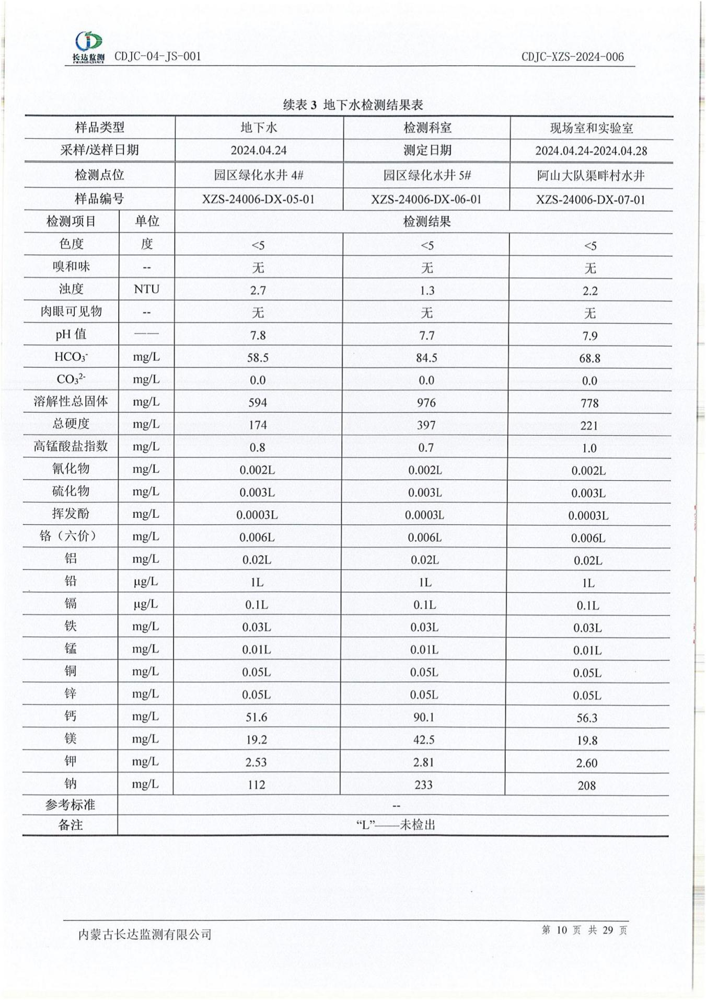 长达监测 CDJC-04-JS-001 CDJC-XZS-2024-006
CHANGDAJIANCE
续表 3 地下水检测结果表
样品类型 地下水 检测科室 现场室和实验室
采样/送样日期 2024.04.24 测定日期 2024.04.24-2024.04.28
检测点位 园区绿化水井 4# 园区绿化水井 5# 阿山大队渠畔村水井
样品编号 XZS-24006-DX-05-01 XZS-24006-DX-06-01 XZS-24006-DX-07-01
检测项目 单位 检测结果
色度 度 <5 <5 <5
嗅和味 -- 无 无 无
浊度 NTU 2.7 1.3 2.2
肉眼可见物 -- 无 无 无
pH 值 —— 7.8 7.7 7.9
HCO₃⁻ mg/L 58.5 84.5 68.8
CO₃²⁻ mg/L 0.0 0.0 0.0
溶解性总固体 mg/L 594 976 778
总硬度 mg/L 174 397 221
高锰酸盐指数 mg/L 0.8 0.7 1.0
氰化物 mg/L 0.002L 0.002L 0.002L
硫化物 mg/L 0.003L 0.003L 0.003L
挥发酚 mg/L 0.0003L 0.0003L 0.0003L
铬（六价） mg/L 0.006L 0.006L 0.006L
铝 mg/L 0.02L 0.02L 0.02L
铅 μg/L 1L 1L 1L
镉 μg/L 0.1L 0.1L 0.1L
铁 mg/L 0.03L 0.03L 0.03L
锰 mg/L 0.01L 0.01L 0.01L
铜 mg/L 0.05L 0.05L 0.05L
锌 mg/L 0.05L 0.05L 0.05L
钙 mg/L 51.6 90.1 56.3
镁 mg/L 19.2 42.5 19.8
钾 mg/L 2.53 2.81 2.60
钠 mg/L 112 233 208
参考标准 --
备注 “L”——未检出
内蒙古长达监测有限公司 第 10 页 共 29 页